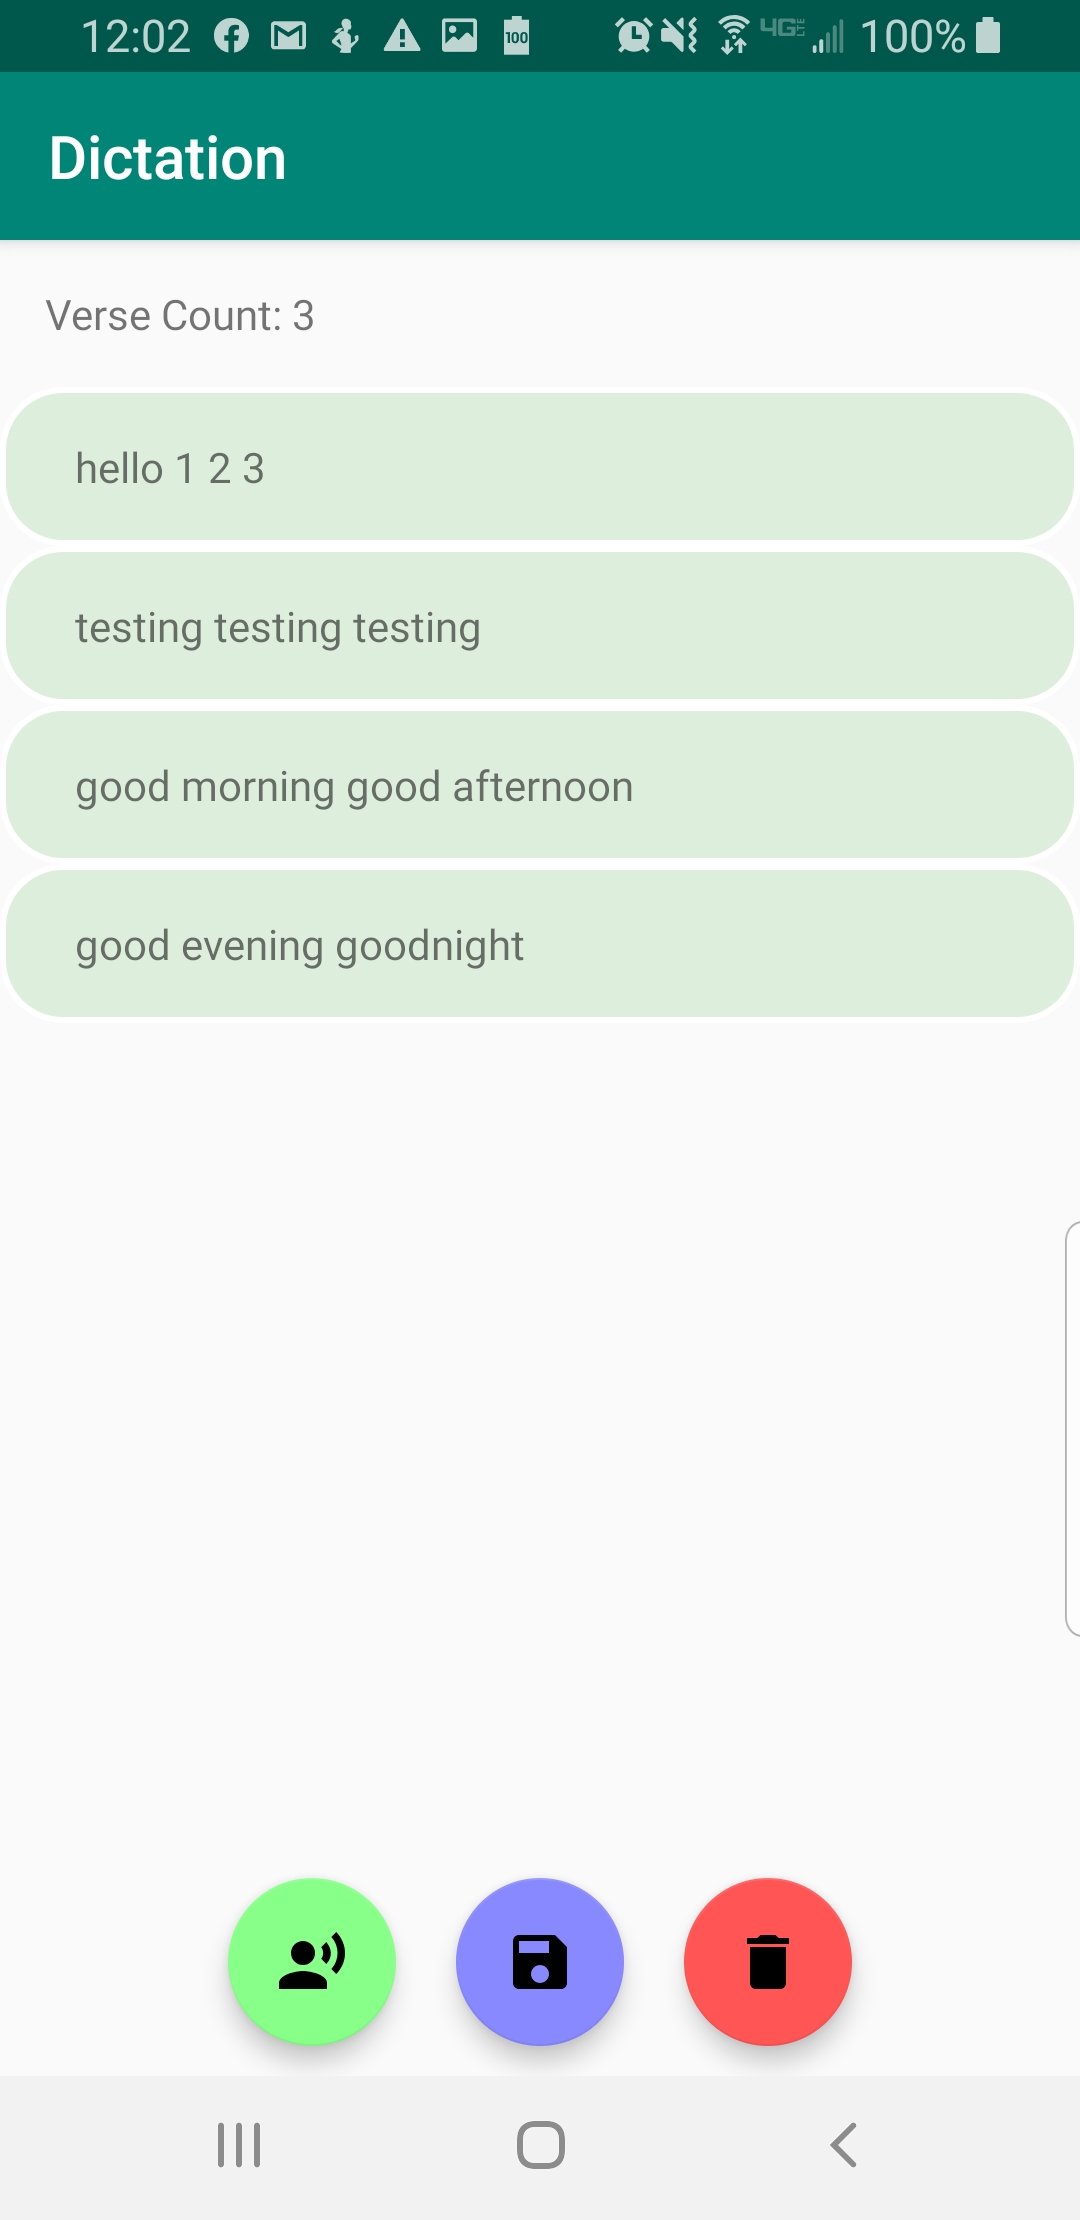 12:02 100 4G LTE 100%
Dictation
Verse Count: 3
hello 1 2 3
testing testing testing
good morning good afternoon
good evening goodnight